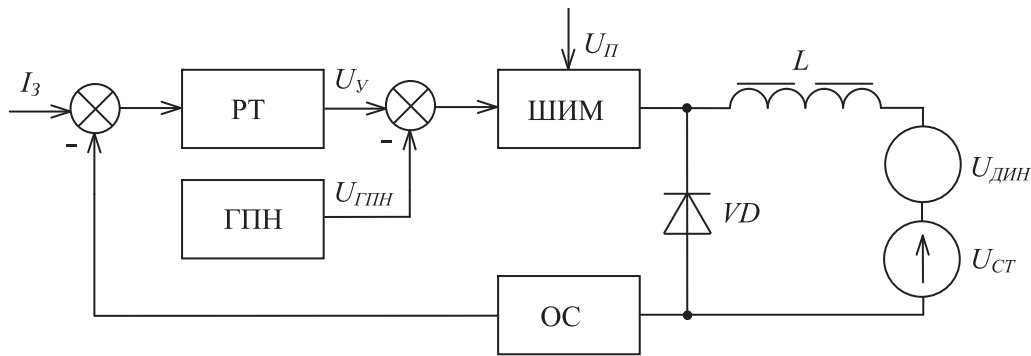 U_П
I_З
РТ
U_У
ШИМ
L
-
-
U_ДИН
ГПН
U_ГПН
VD
U_СТ
ОС